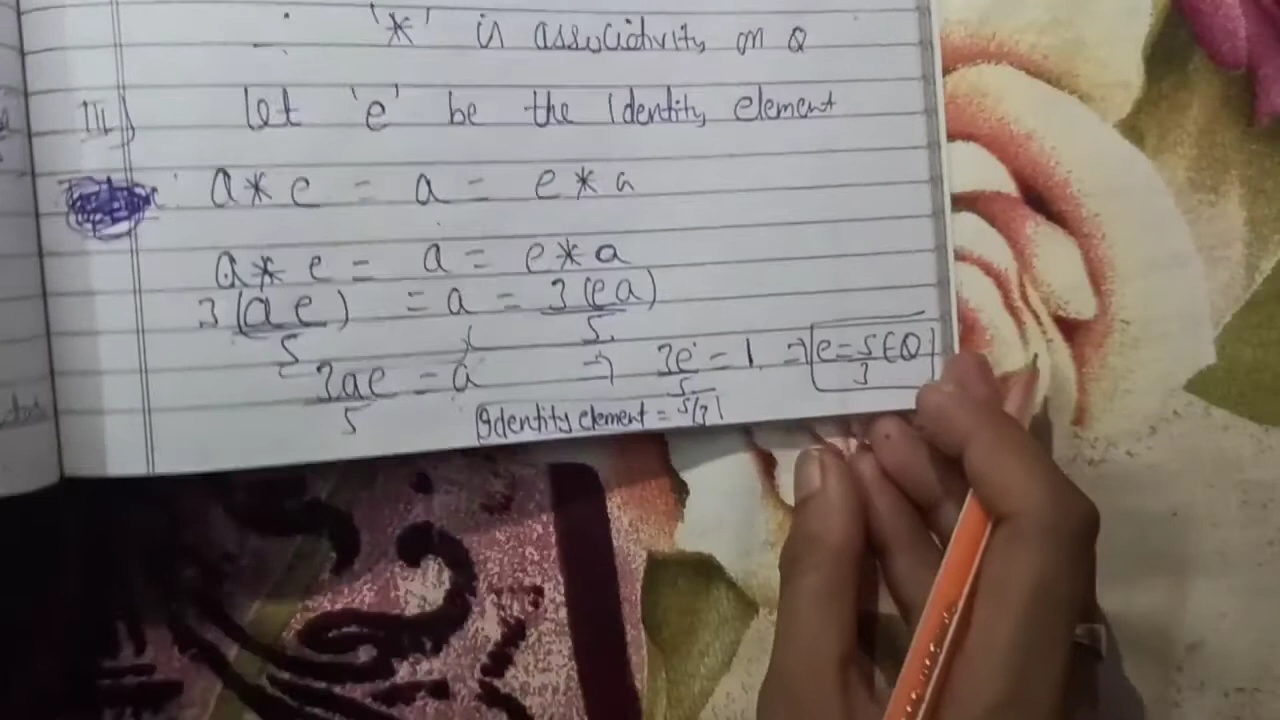 ∴ '*' is associativity on Q
III) let 'e' be the identity element
a * e = a = e * a
a * e = a = e * a
3(ae)/5 = a = 3(ea)/5
3ae/5 = a ⇒ 3e/5 = 1 ⇒ e = 5/3 ∈ Q
Identity element = 5/3